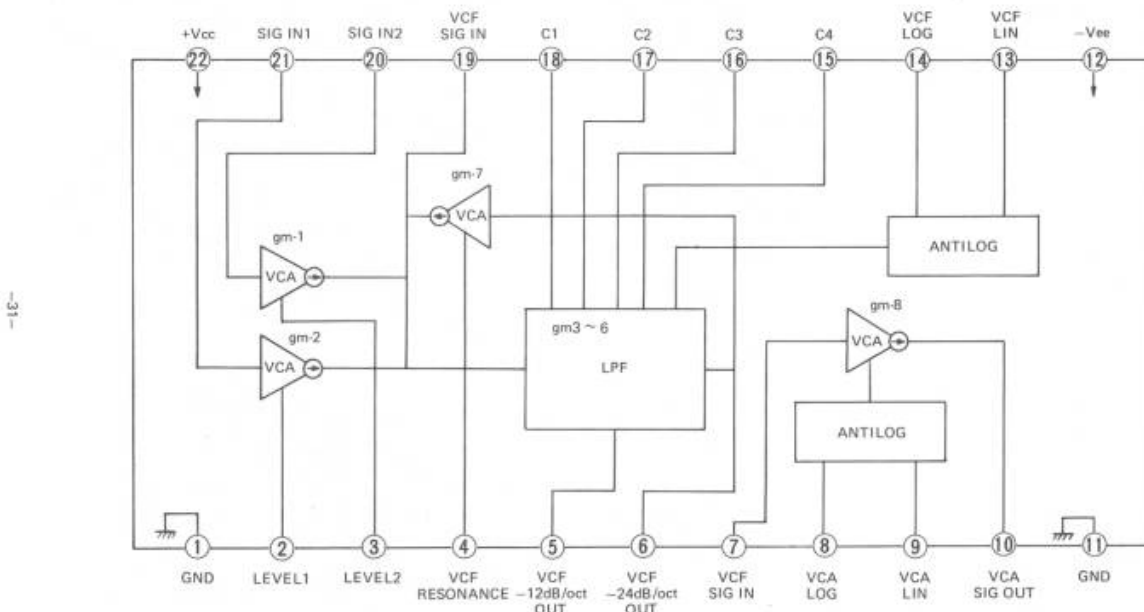 +Vcc
SIG IN1
SIG IN2
VCF
SIG IN
C1
C2
C3
C4
VCF
LOG
VCF
LIN
−Vee
22
21
20
19
18
17
16
15
14
13
12
gm-7
VCA
gm-1
VCA
ANTILOG
−31−
gm-2
VCA
gm3 ~ 6
LPF
gm-8
VCA
ANTILOG
1
2
3
4
5
6
7
8
9
10
11
GND
LEVEL1
LEVEL2
VCF
RESONANCE
VCF
−12dB/oct
OUT
VCF
−24dB/oct
OUT
VCF
SIG IN
VCA
LOG
VCA
LIN
VCA
SIG OUT
GND